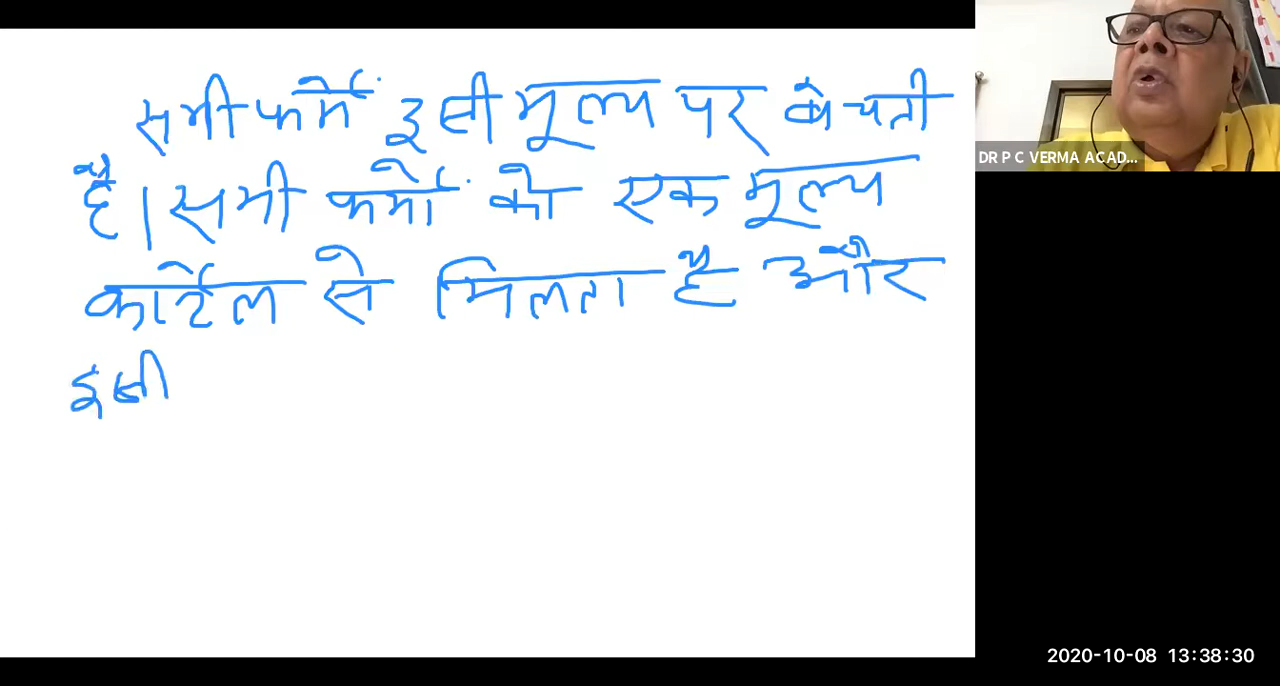 सभी फर्में इसी मूल्य पर बेचती
हैं। सभी फर्मों को एक मूल्य
कार्टेल से मिलता है और
इसी
DR P C VERMA ACAD...
2020-10-08 13:38:30